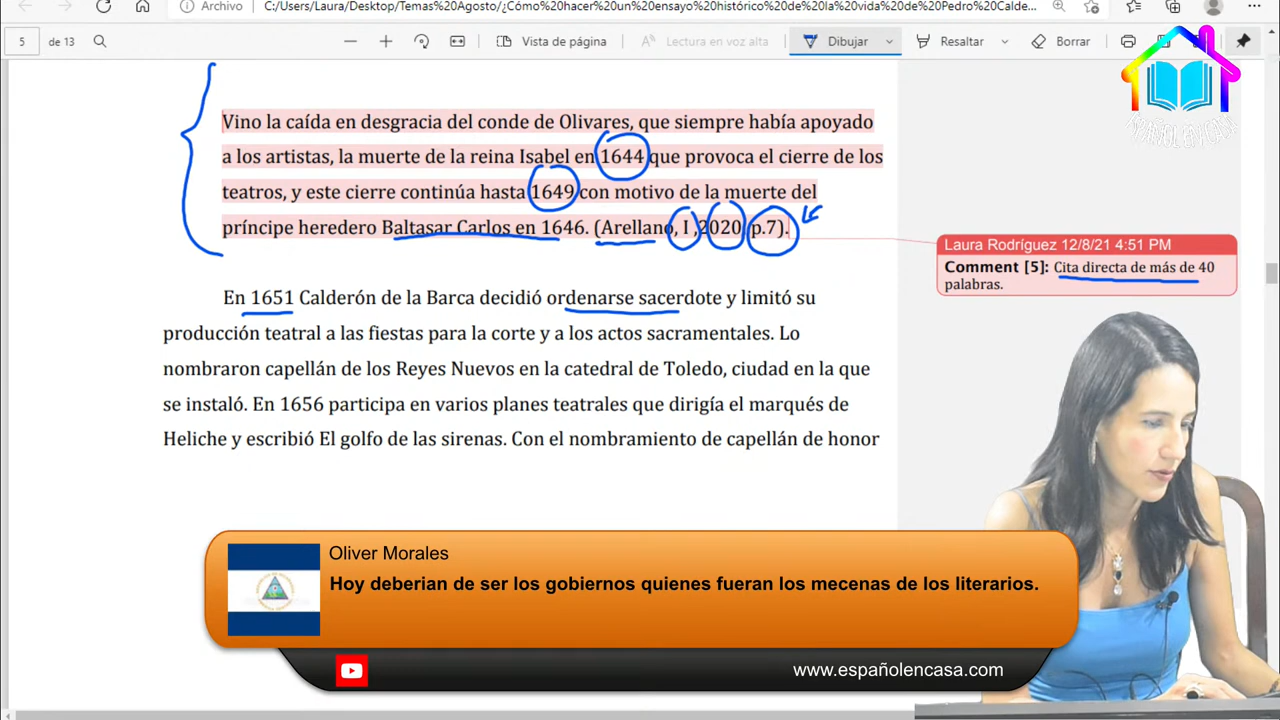 Archivo
C:/Users/Laura/Desktop/Temas%20Agosto/¿Cómo%20hacer%20un%20ensayo%20histórico%20de%20la%20vida%20de%20Pedro%20Calde...
5 de 13
Vista de página
Lectura en voz alta
Dibujar
Resaltar
Borrar
ESPAÑOL EN CASA
Vino la caída en desgracia del conde de Olivares, que siempre había apoyado
a los artistas, la muerte de la reina Isabel en 1644 que provoca el cierre de los
teatros, y este cierre continúa hasta 1649 con motivo de la muerte del
príncipe heredero Baltasar Carlos en 1646. (Arellano, I ,2020, p.7).
Laura Rodríguez 12/8/21 4:51 PM
Comment [5]: Cita directa de más de 40
palabras.
En 1651 Calderón de la Barca decidió ordenarse sacerdote y limitó su
producción teatral a las fiestas para la corte y a los actos sacramentales. Lo
nombraron capellán de los Reyes Nuevos en la catedral de Toledo, ciudad en la que
se instaló. En 1656 participa en varios planes teatrales que dirigía el marqués de
Heliche y escribió El golfo de las sirenas. Con el nombramiento de capellán de honor
Oliver Morales
Hoy deberian de ser los gobiernos quienes fueran los mecenas de los literarios.
www.españolencasa.com